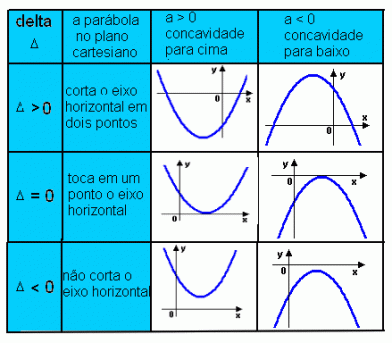 delta
Δ
a parábola
no plano
cartesiano
a > 0
concavidade
para cima
a < 0
concavidade
para baixo
Δ > 0
corta o eixo
horizontal em
dois pontos
y
0
x
y
0
x
Δ = 0
toca em um
ponto o eixo
horizontal
y
0
x
y
0
x
Δ < 0
não corta o
eixo horizontal
y
0
x
y
0
x